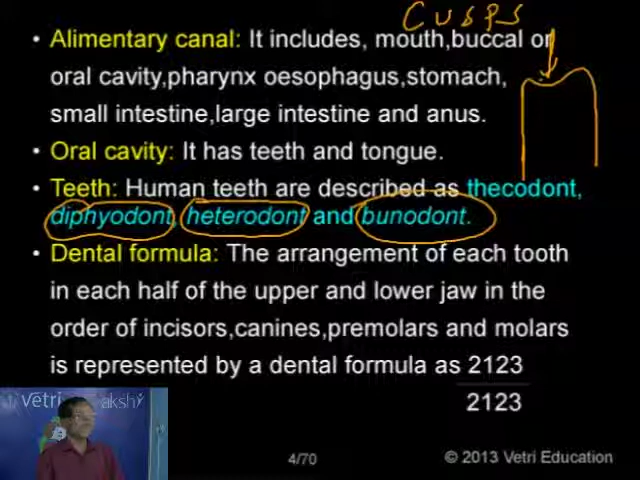 CUSPS
• Alimentary canal: It includes, mouth,buccal or
oral cavity,pharynx oesophagus,stomach,
small intestine,large intestine and anus.
• Oral cavity: It has teeth and tongue.
• Teeth: Human teeth are described as thecodont,
diphyodont, heterodont and bunodont.
• Dental formula: The arrangement of each tooth
in each half of the upper and lower jaw in the
order of incisors,canines,premolars and molars
is represented by a dental formula as 2123
2123
4/70
© 2013 Vetri Education